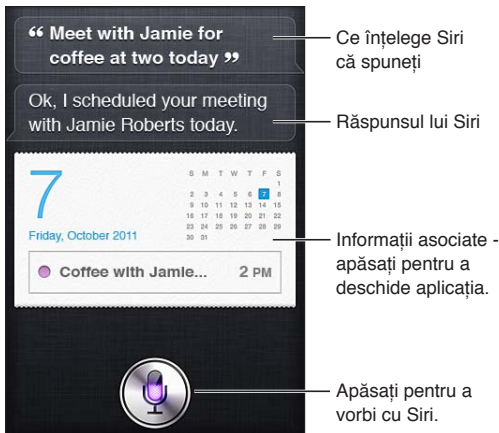 “ Meet with Jamie for
coffee at two today ”
Ce înțelege Siri
că spuneți
Ok, I scheduled your meeting
with Jamie Roberts today.
Răspunsul lui Siri
7
Friday, October 2011
S M T W T F S
1
2 3 4 5 6 7 8
9 10 11 12 13 14 15
16 17 18 19 20 21 22
23 24 25 26 27 28 29
30 31
Coffee with Jamie... 2 PM
Informații asociate -
apăsați pentru a
deschide aplicația.
Apăsați pentru a
vorbi cu Siri.